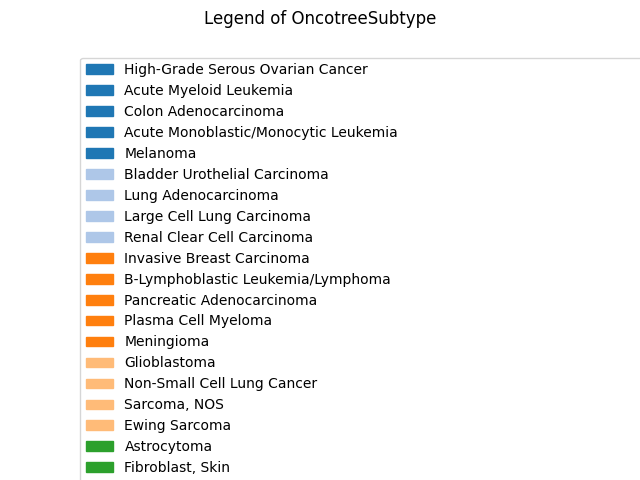 Legend of OncotreeSubtype
High-Grade Serous Ovarian Cancer
Acute Myeloid Leukemia
Colon Adenocarcinoma
Acute Monoblastic/Monocytic Leukemia
Melanoma
Bladder Urothelial Carcinoma
Lung Adenocarcinoma
Large Cell Lung Carcinoma
Renal Clear Cell Carcinoma
Invasive Breast Carcinoma
B-Lymphoblastic Leukemia/Lymphoma
Pancreatic Adenocarcinoma
Plasma Cell Myeloma
Meningioma
Glioblastoma
Non-Small Cell Lung Cancer
Sarcoma, NOS
Ewing Sarcoma
Astrocytoma
Fibroblast, Skin